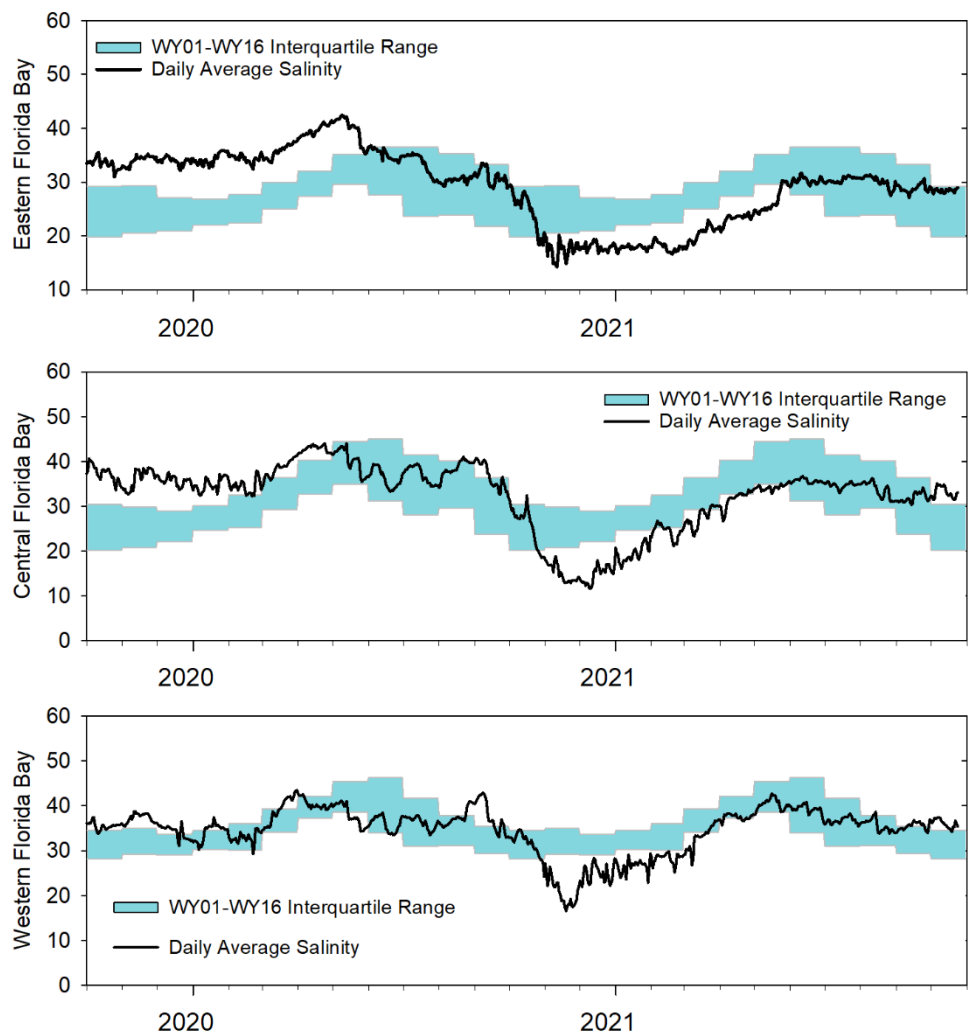 60
50
40
30
20
10
Eastern Florida Bay
WY01-WY16 Interquartile Range
Daily Average Salinity
2020
2021
60
50
40
30
20
10
0
Central Florida Bay
WY01-WY16 Interquartile Range
Daily Average Salinity
2020
2021
60
50
40
30
20
10
0
Western Florida Bay
WY01-WY16 Interquartile Range
Daily Average Salinity
2020
2021